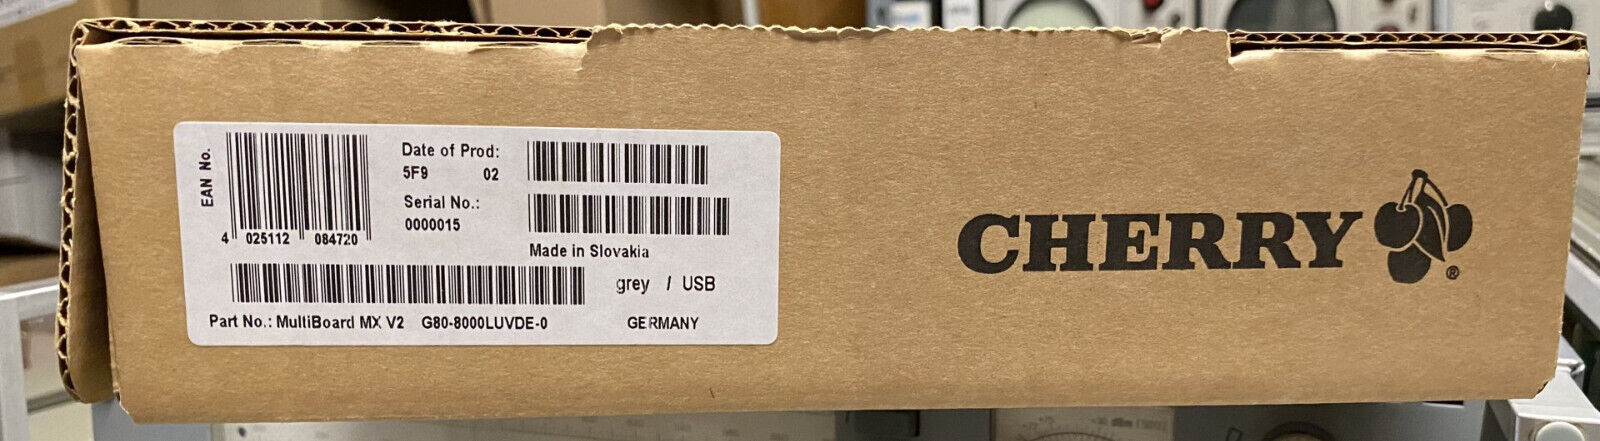 EAN No.
4 025112 084720
Date of Prod:
5F9 02
Serial No.:
0000015
Made in Slovakia
grey / USB
Part No.: MultiBoard MX V2 G80-8000LUVDE-0
GERMANY
CHERRY
®